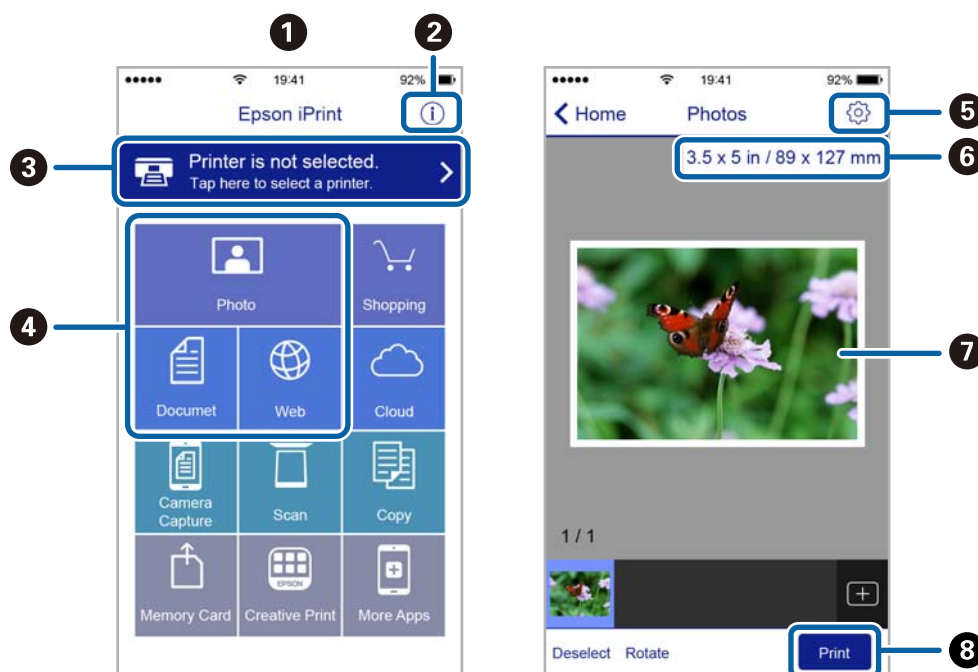 1
2
19:41
92%
Epson iPrint
3
Printer is not selected.
Tap here to select a printer.
4
Photo
Shopping
Documet
Web
Cloud
Camera
Capture
Scan
Copy
EPSON
Memory Card
Creative Print
More Apps
19:41
92%
Home
Photos
5
3.5 x 5 in / 89 x 127 mm
6
7
1 / 1
Deselect
Rotate
Print
8